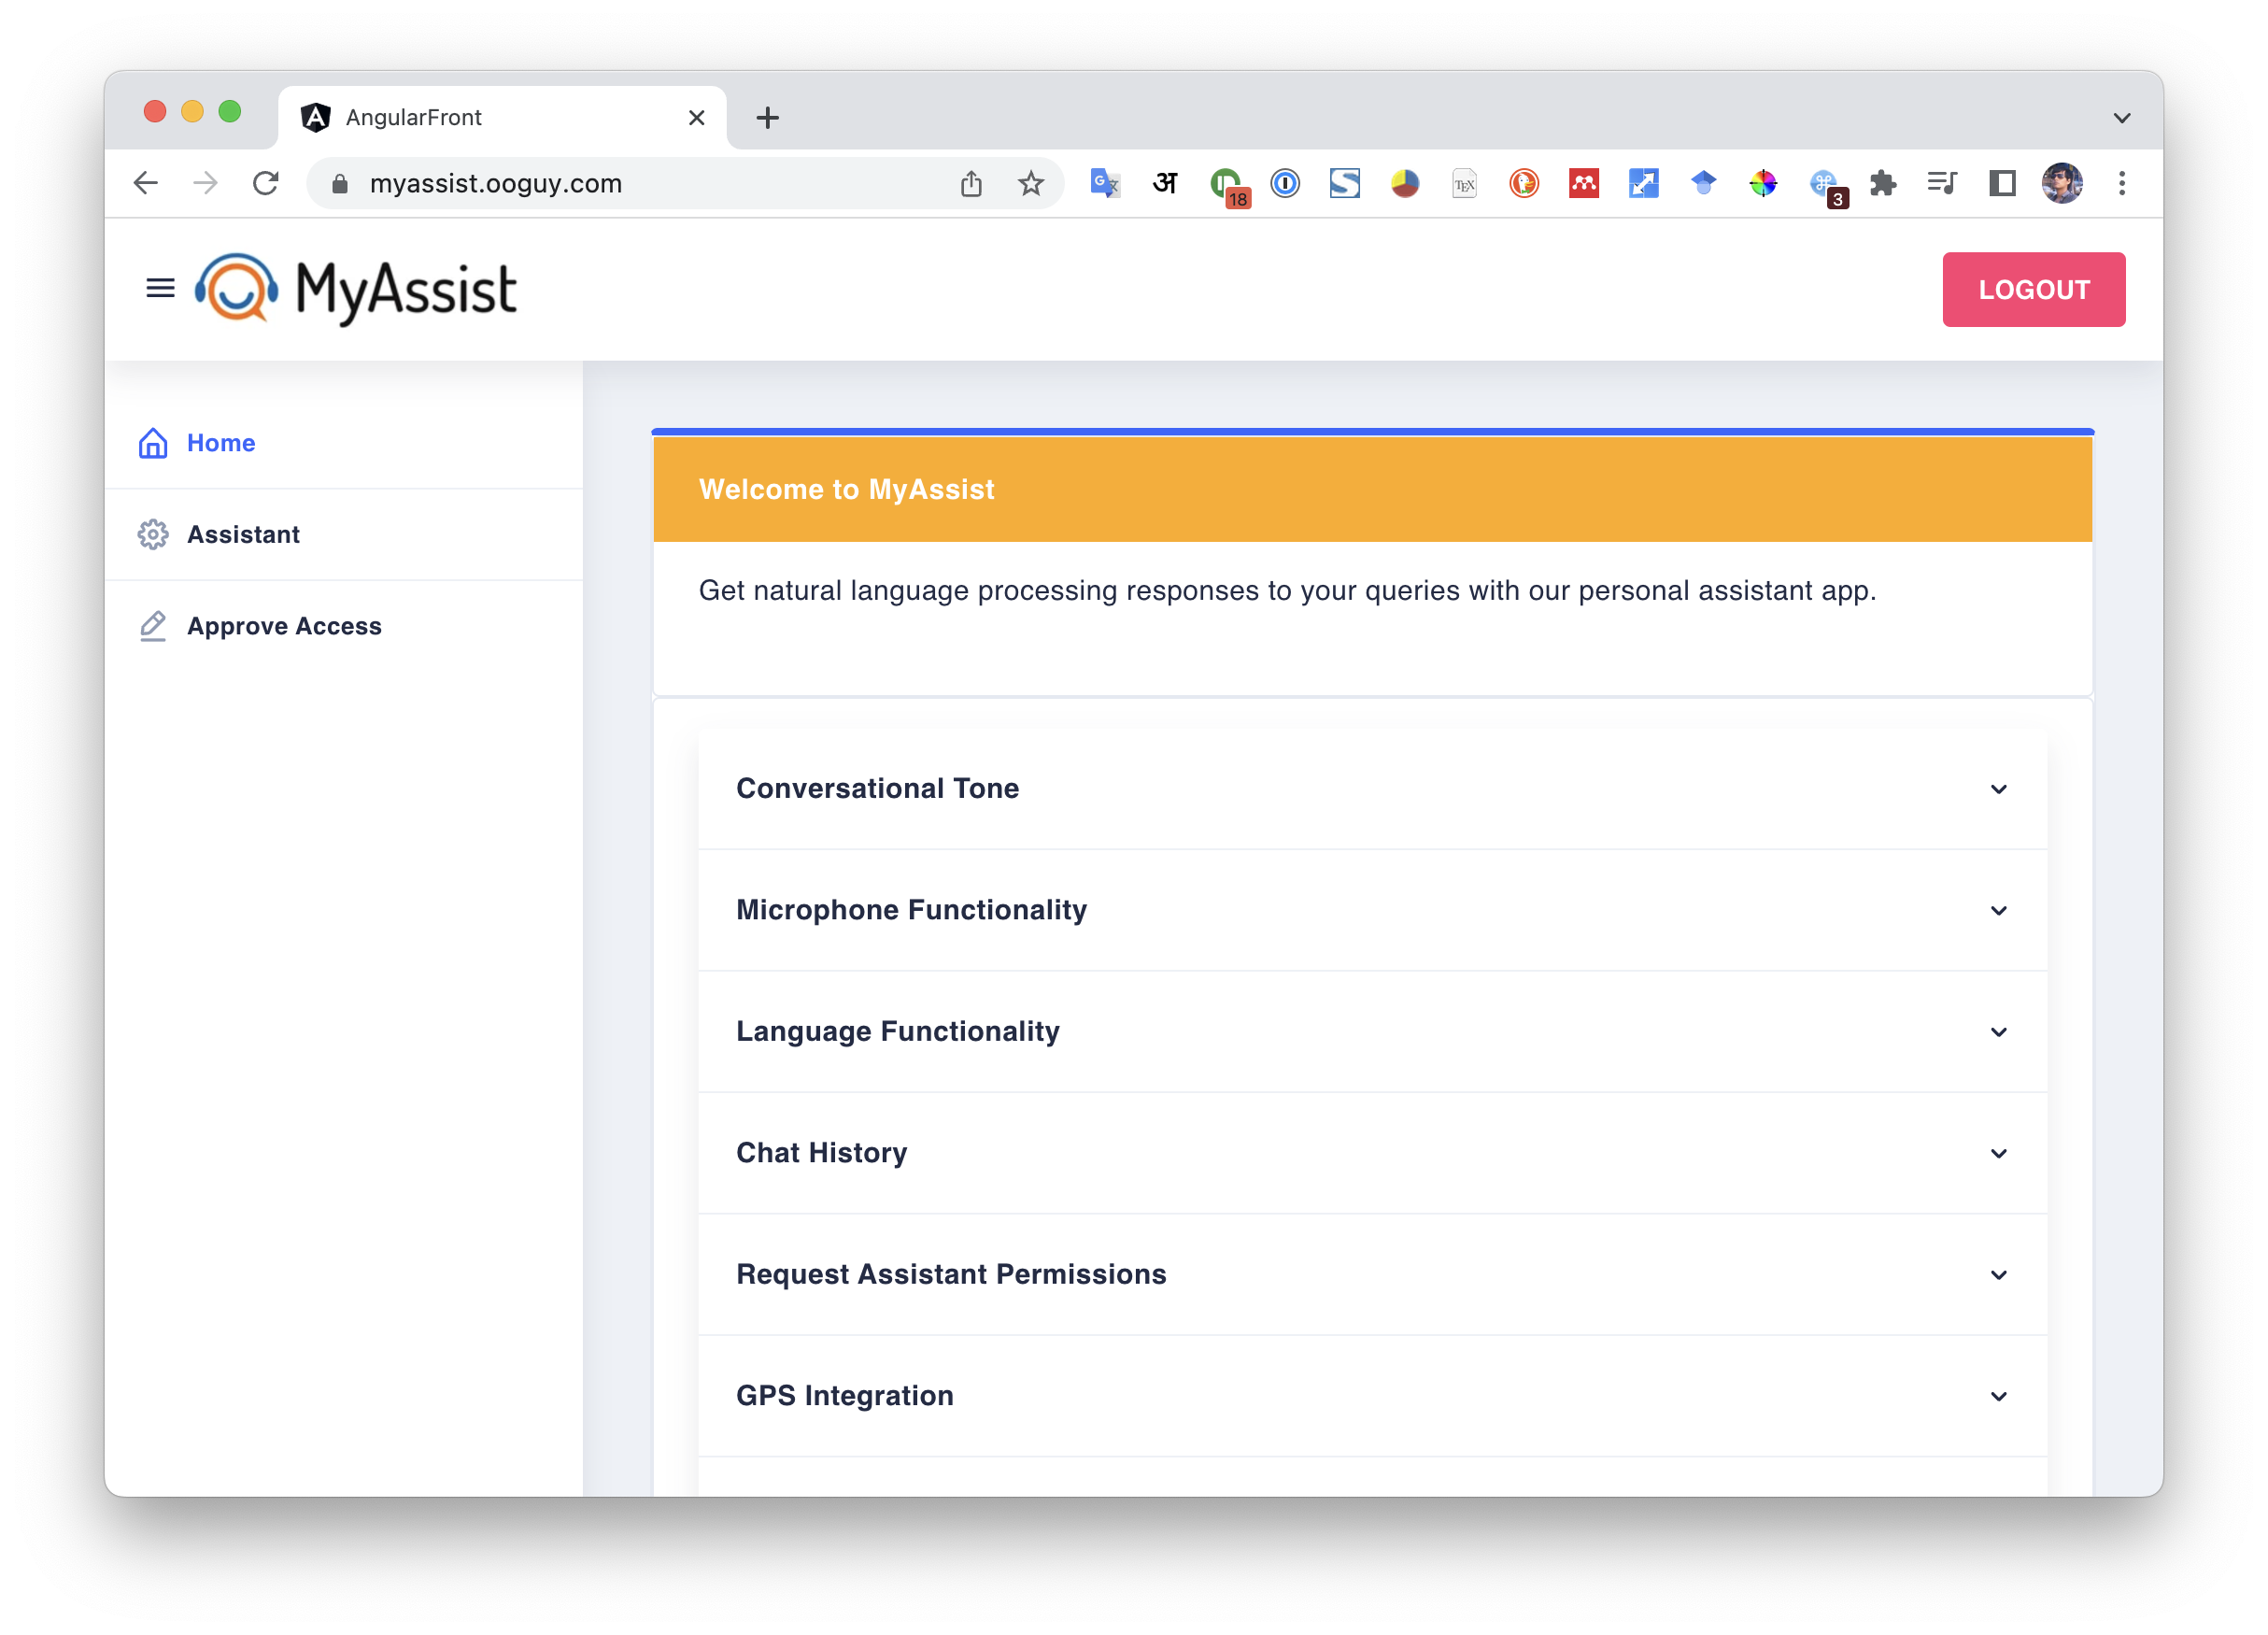 AngularFront
myassist.ooguy.com
अ
18
3
MyAssist
LOGOUT
Home
Assistant
Approve Access
Welcome to MyAssist
Get natural language processing responses to your queries with our personal assistant app.
Conversational Tone
Microphone Functionality
Language Functionality
Chat History
Request Assistant Permissions
GPS Integration